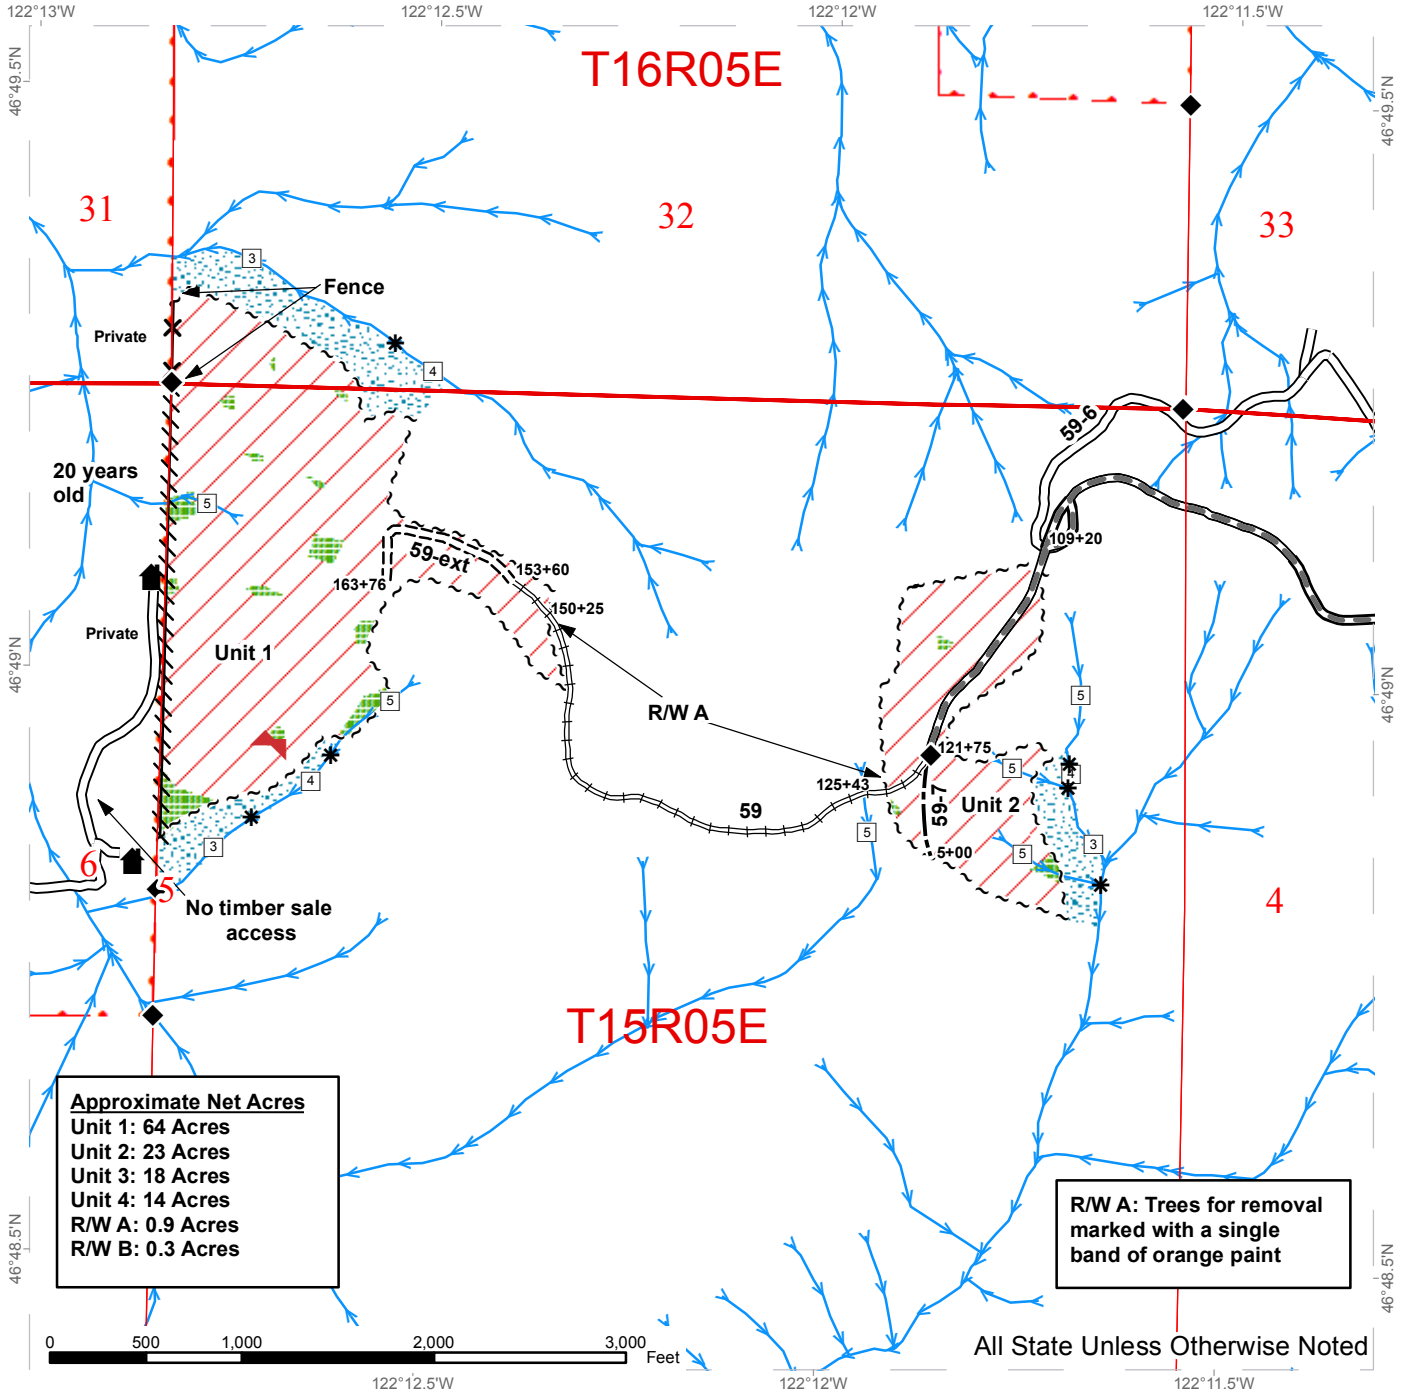 122°13'W
122°12.5'W
122°12'W
122°11.5'W
46°49.5'N
T16R05E
46°49.5'N
31
32
33
3
Fence
Private
4
59-6
20 years
old
5
109+20
59-ext
153+60
163+76
150+25
Private
Unit 1
46°49'N
46°49'N
5
5
R/W A
121+75
5
4
4
125+43
59
59-7
Unit 2
5
3
3
5
5+00
6
5
4
No timber sale
access
T15R05E
Approximate Net Acres
Unit 1: 64 Acres
Unit 2: 23 Acres
Unit 3: 18 Acres
Unit 4: 14 Acres
R/W A: 0.9 Acres
R/W B: 0.3 Acres
R/W A: Trees for removal
marked with a single
band of orange paint
46°48.5'N
46°48.5'N
0 500 1,000 2,000 3,000
Feet
All State Unless Otherwise Noted
122°12.5'W
122°12'W
122°11.5'W